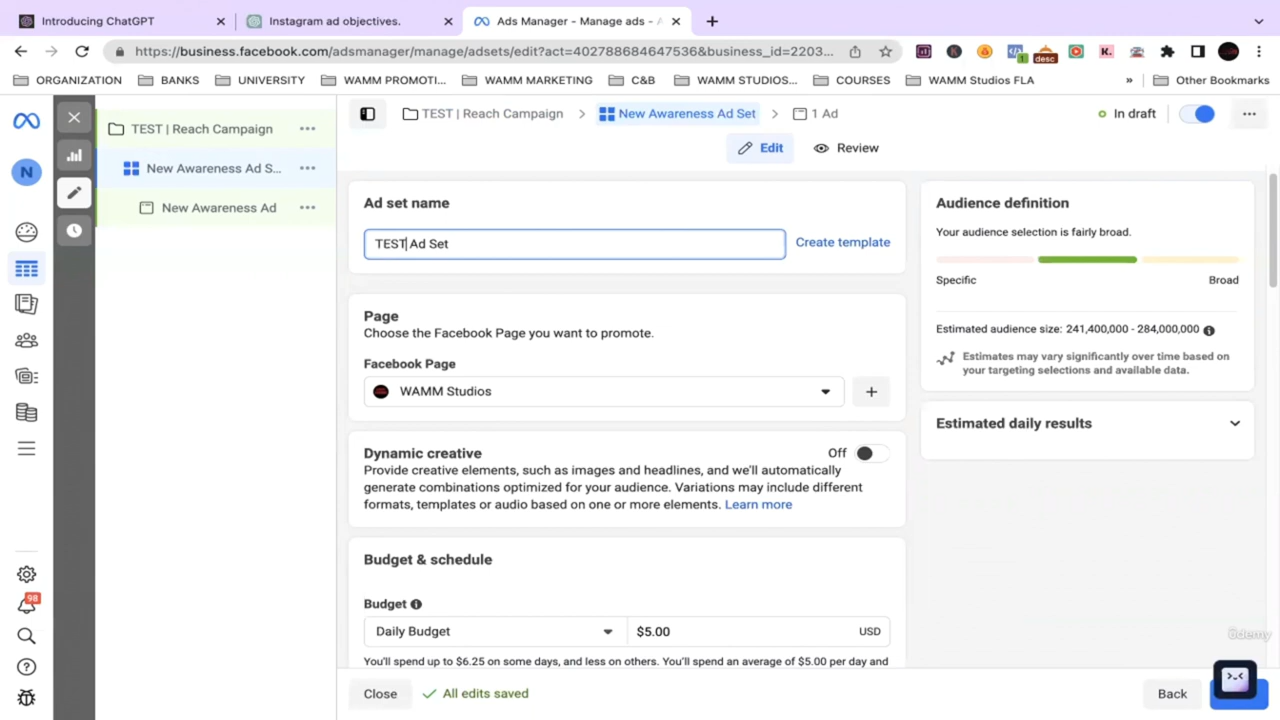 Introducing ChatGPT
Instagram ad objectives.
Ads Manager - Manage ads - A
https://business.facebook.com/adsmanager/manage/adsets/edit?act=402788684647536&business_id=2203...
desc
1
K.
ORGANIZATION
BANKS
UNIVERSITY
WAMM PROMOTI...
WAMM MARKETING
C&B
WAMM STUDIOS...
COURSES
WAMM Studios FLA
»
Other Bookmarks
N
98
TEST | Reach Campaign
New Awareness Ad S...
New Awareness Ad
TEST | Reach Campaign > New Awareness Ad Set > 1 Ad
In draft
Edit
Review
Ad set name
TEST Ad Set
Create template
Page
Choose the Facebook Page you want to promote.
Facebook Page
WAMM Studios
Dynamic creative
Off
Provide creative elements, such as images and headlines, and we'll automatically
generate combinations optimized for your audience. Variations may include different
formats, templates or audio based on one or more elements. Learn more
Budget & schedule
Budget
Daily Budget
$5.00
USD
You'll spend up to $6.25 on some days, and less on others. You'll spend an average of $5.00 per day and
Audience definition
Your audience selection is fairly broad.
Specific
Broad
Estimated audience size: 241,400,000 - 284,000,000
Estimates may vary significantly over time based on
your targeting selections and available data.
Estimated daily results
Close
All edits saved
Back
ûdemy